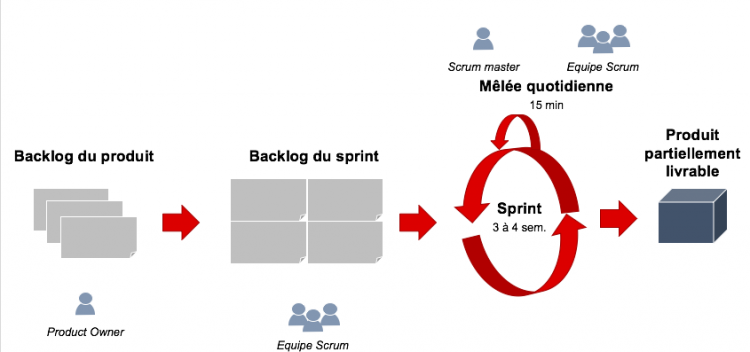 Scrum master
Equipe Scrum
Mêlée quotidienne
15 min
Backlog du produit
Backlog du sprint
Produit
partiellement
livrable
Sprint
3 à 4 sem.
Product Owner
Equipe Scrum